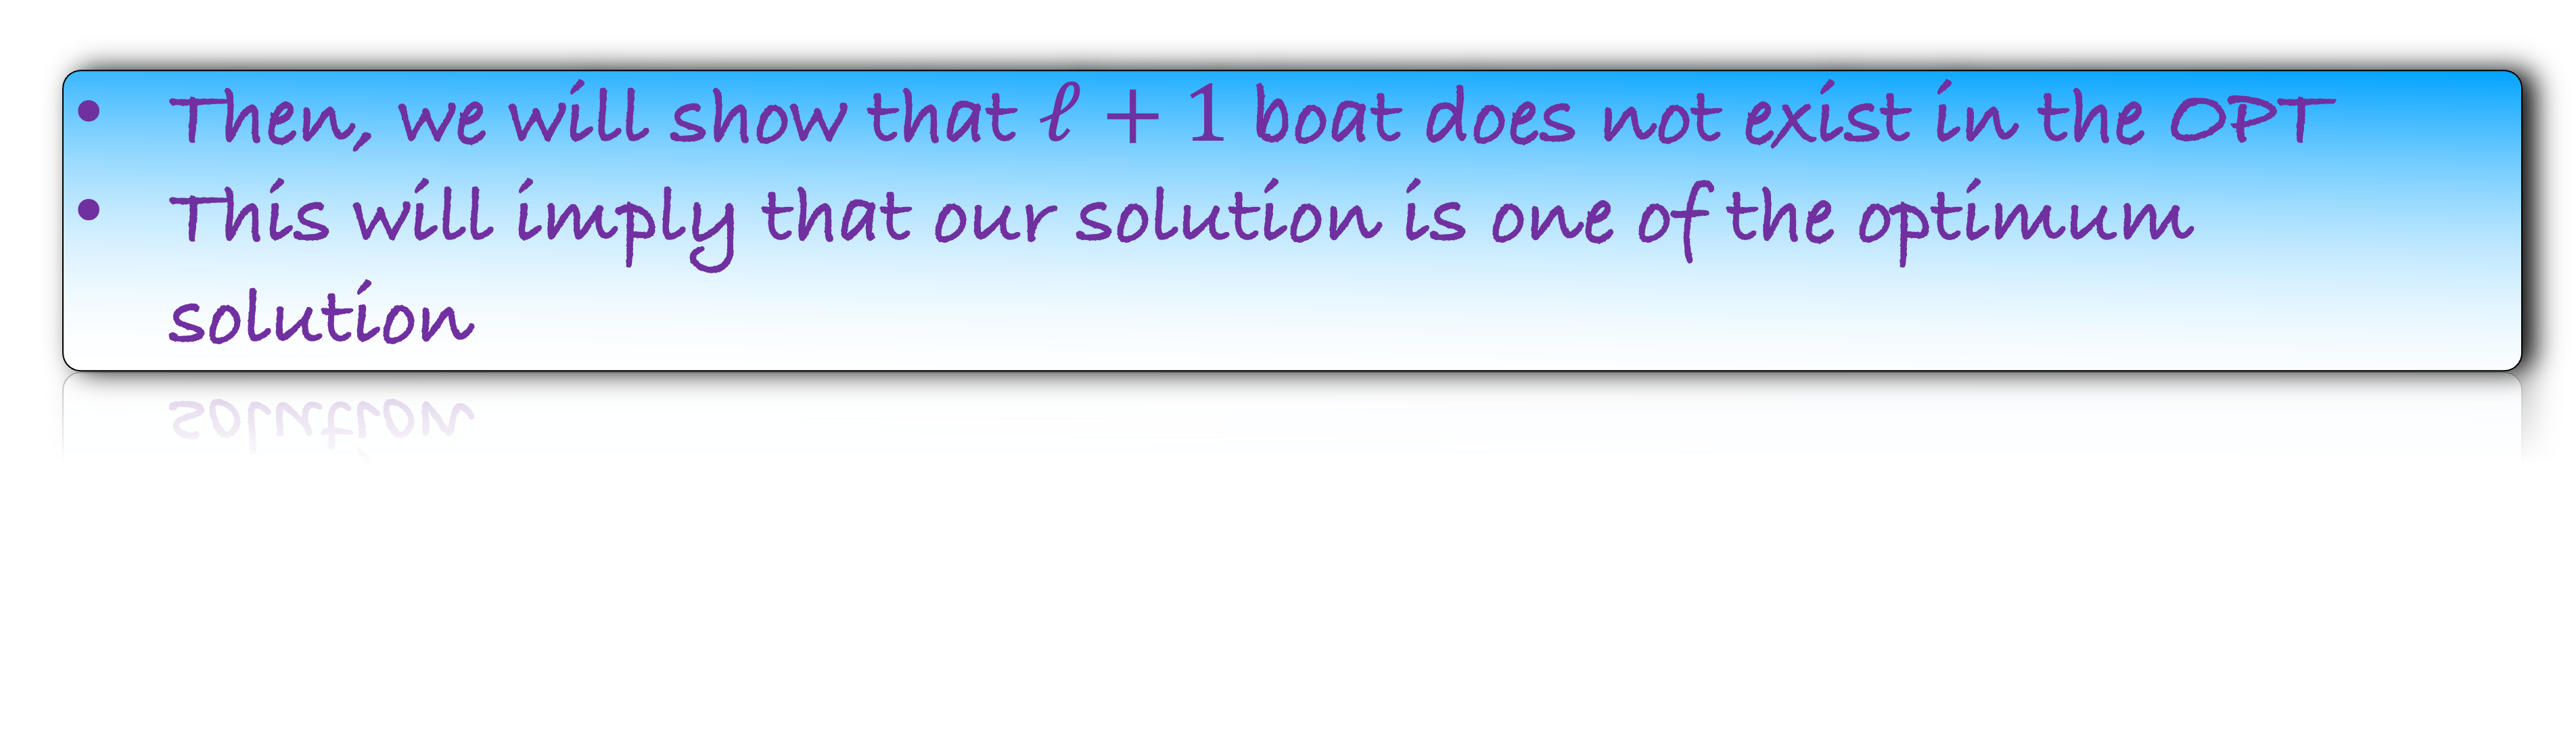 • Then, we will show that ℓ + 1 boat does not exist in the OPT
• This will imply that our solution is one of the optimum
solution